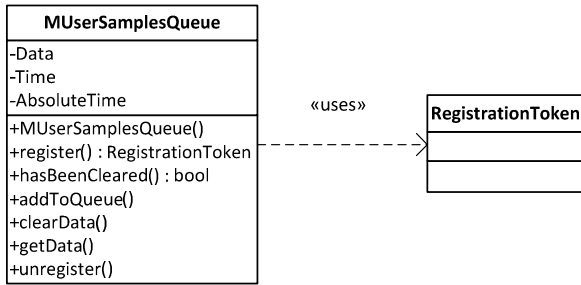 MUserSamplesQueue
-Data
-Time
-AbsoluteTime
+MUserSamplesQueue()
+register() : RegistrationToken
+hasBeenCleared() : bool
+addToQueue()
+clearData()
+getData()
+unregister()
«uses»
RegistrationToken